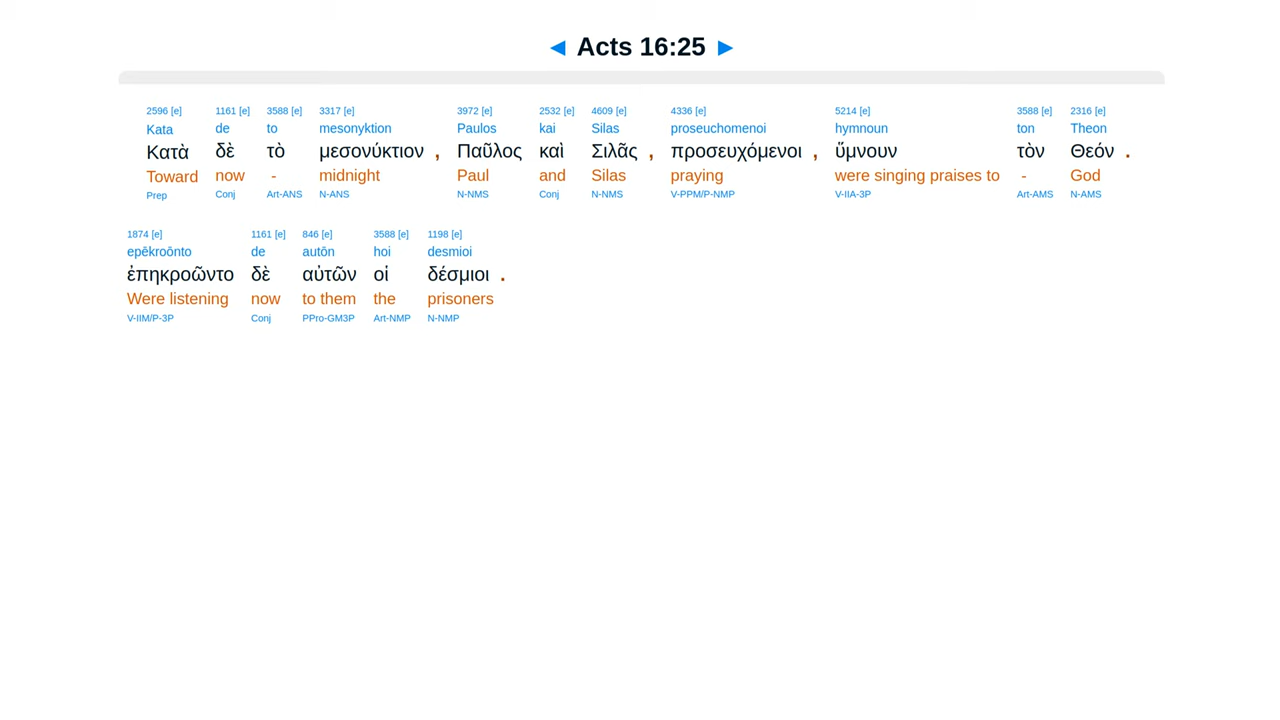 ◄ Acts 16:25 ►
2596 [e] 1161 [e] 3588 [e] 3317 [e] 3972 [e] 2532 [e] 4609 [e] 4336 [e] 5214 [e] 3588 [e] 2316 [e]
Kata de to mesonyktion Paulos kai Silas proseuchomenoi hymnoun ton Theon
Κατὰ δὲ τὸ μεσονύκτιον , Παῦλος καὶ Σιλᾶς , προσευχόμενοι , ὕμνουν τὸν Θεόν .
Toward now - midnight Paul and Silas praying were singing praises to - God
Prep Conj Art-ANS N-ANS N-NMS Conj N-NMS V-PPM/P-NMP V-IIA-3P Art-AMS N-AMS
1874 [e] 1161 [e] 846 [e] 3588 [e] 1198 [e]
epēkroōnto de autōn hoi desmioi
ἐπηκροῶντο δὲ αὐτῶν οἱ δέσμιοι .
Were listening now to them the prisoners
V-IIM/P-3P Conj PPro-GM3P Art-NMP N-NMP